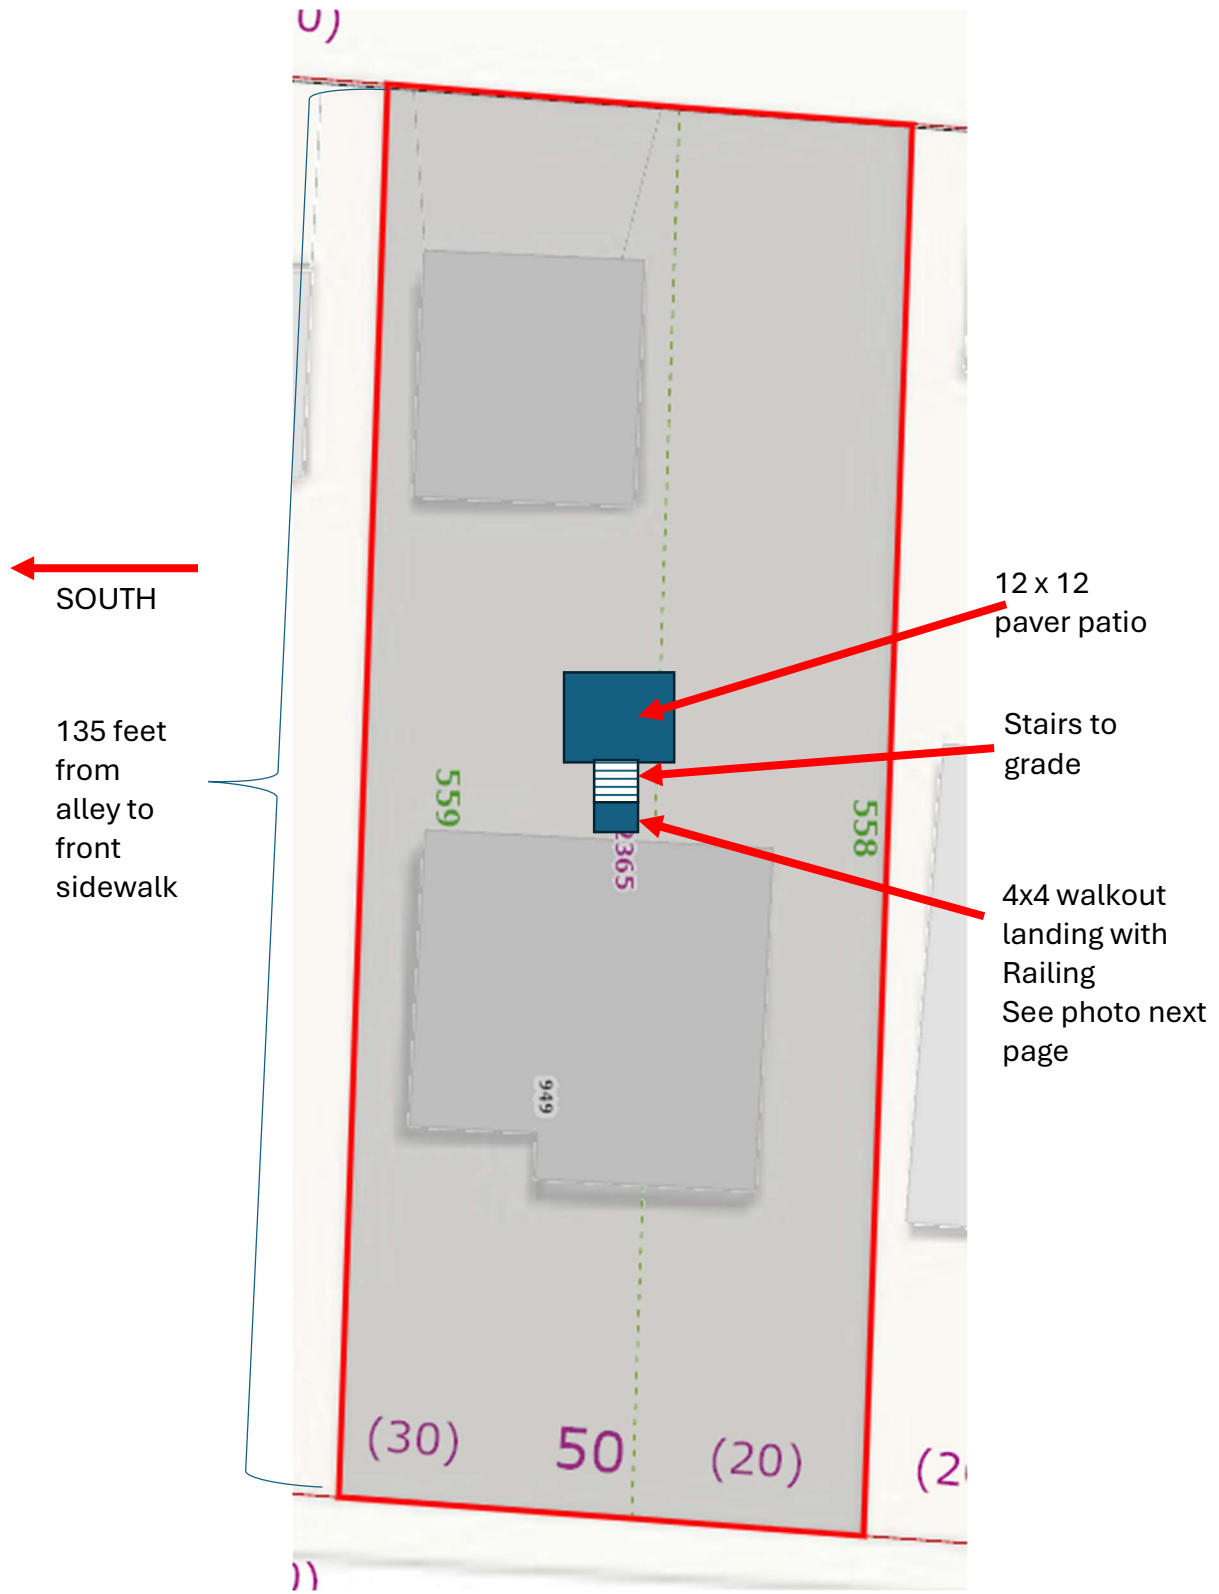 SOUTH
135 feet
from
alley to
front
sidewalk
12 x 12
paver patio
Stairs to
grade
4x4 walkout
landing with
Railing
See photo next
page
559
558
2365
949
(30)
50
(20)